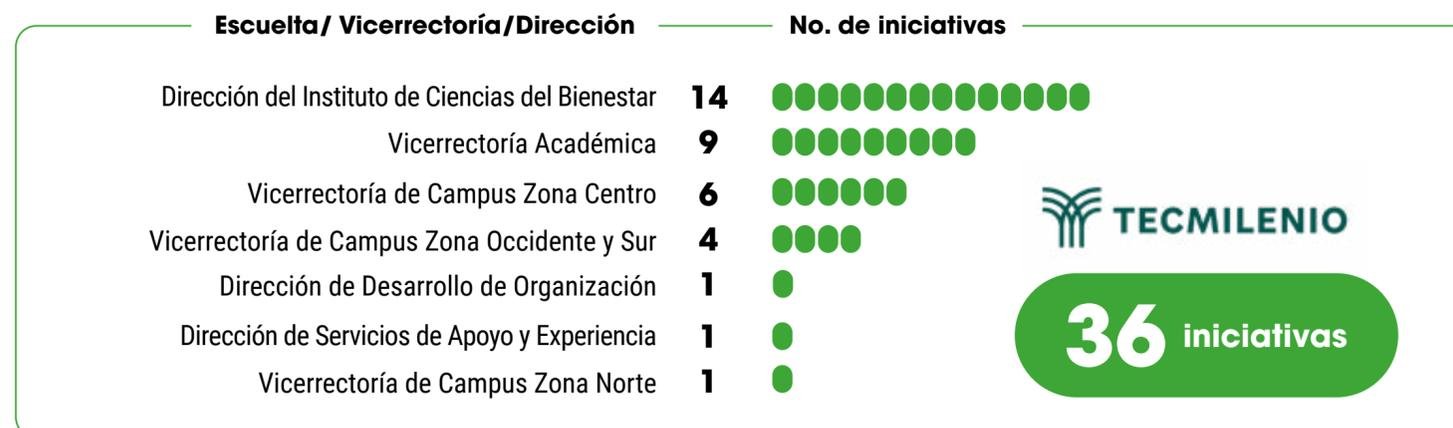 Escuelta/ Vicerrectoría/Dirección No. de iniciativas
Dirección del Instituto de Ciencias del Bienestar 14
Vicerrectoría Académica 9
Vicerrectoría de Campus Zona Centro 6
Vicerrectoría de Campus Zona Occidente y Sur 4
Dirección de Desarrollo de Organización 1
Dirección de Servicios de Apoyo y Experiencia 1
Vicerrectoría de Campus Zona Norte 1
TECMILENIO
36 iniciativas